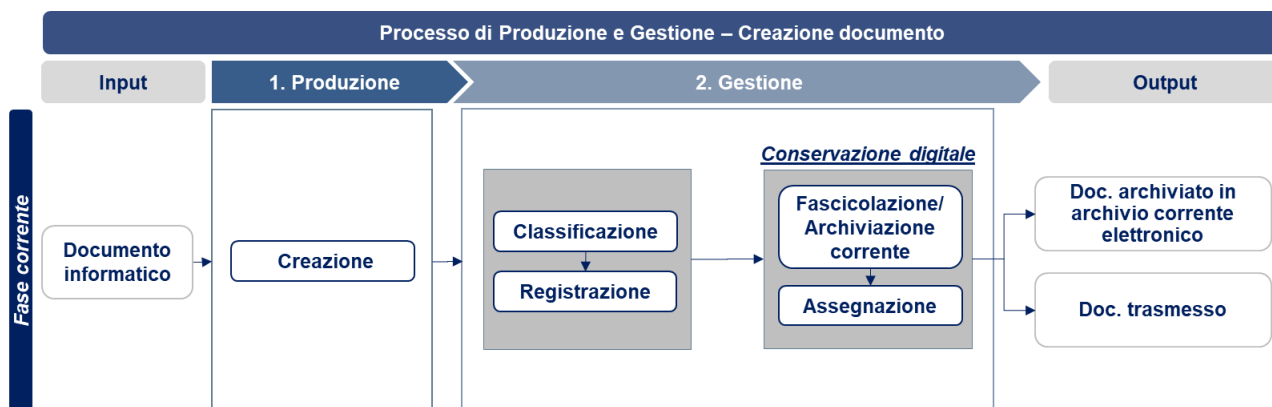 Processo di Produzione e Gestione – Creazione documento
Input
1. Produzione
2. Gestione
Output
Fase corrente
Documento
informatico
Creazione
Classificazione
Registrazione
Conservazione digitale
Fascicolazione/
Archiviazione
corrente
Assegnazione
Doc. archiviato in
archivio corrente
elettronico
Doc. trasmesso